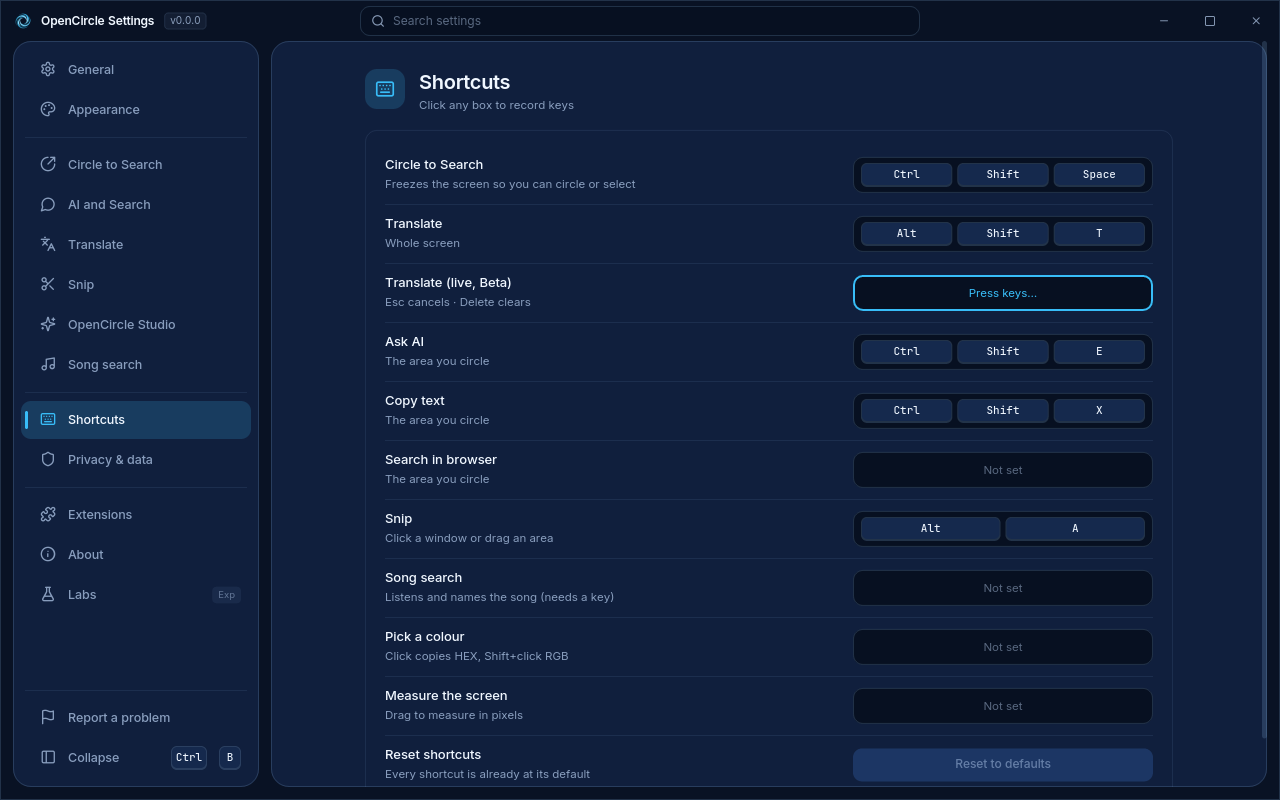 OpenCircle Settings v0.0.0
Search settings
General
Appearance
Circle to Search
AI and Search
Translate
Snip
OpenCircle Studio
Song search
Shortcuts
Privacy & data
Extensions
About
Labs Exp
Report a problem
Collapse Ctrl B
Shortcuts
Click any box to record keys
Circle to Search
Freezes the screen so you can circle or select
Ctrl Shift Space
Translate
Whole screen
Alt Shift T
Translate (live, Beta)
Esc cancels · Delete clears
Press keys...
Ask AI
The area you circle
Ctrl Shift E
Copy text
The area you circle
Ctrl Shift X
Search in browser
The area you circle
Not set
Snip
Click a window or drag an area
Alt A
Song search
Listens and names the song (needs a key)
Not set
Pick a colour
Click copies HEX, Shift+click RGB
Not set
Measure the screen
Drag to measure in pixels
Not set
Reset shortcuts
Every shortcut is already at its default
Reset to defaults